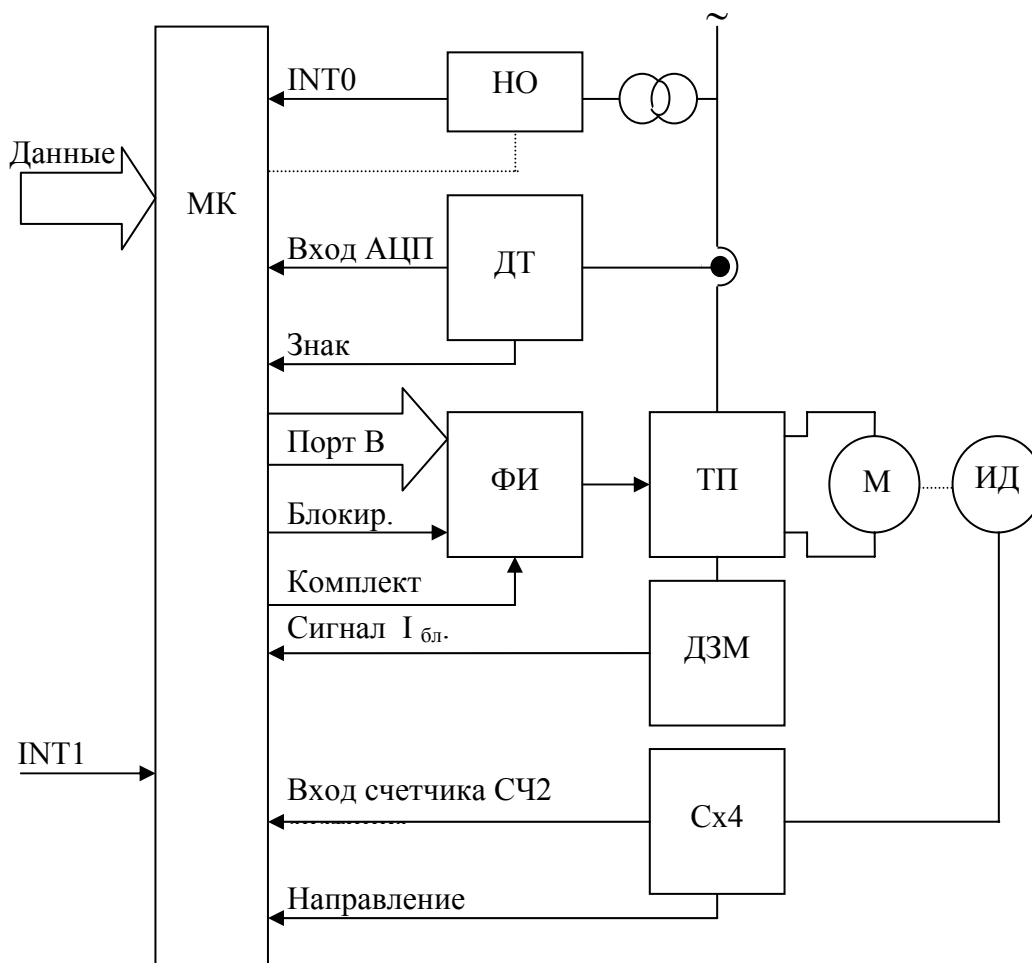 ~
INT0
НО
Данные
МК
Вход АЦП
ДТ
Знак
Порт В
ФИ
ТП
М
ИД
Блокир.
Комплект
Сигнал I бл.
ДЗМ
INT1
Вход счетчика СЧ2
Сх4
Направление